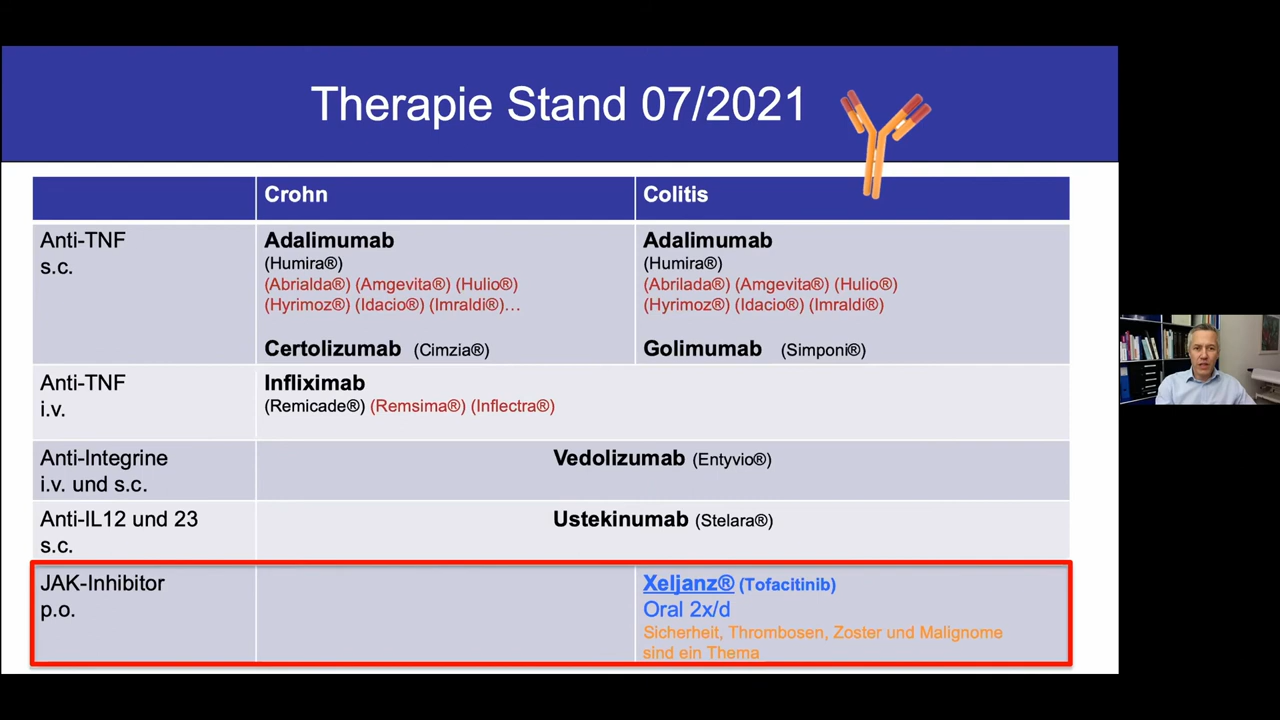 Therapie Stand 07/2021
Crohn
Colitis
Anti-TNF
s.c.
Adalimumab
(Humira®)
(Abrialda®) (Amgevita®) (Hulio®)
(Hyrimoz®) (Idacio®) (Imraldi®)…
Certolizumab (Cimzia®)
Adalimumab
(Humira®)
(Abrilada®) (Amgevita®) (Hulio®)
(Hyrimoz®) (Idacio®) (Imraldi®)
Golimumab (Simponi®)
Anti-TNF
i.v.
Infliximab
(Remicade®) (Remsima®) (Inflectra®)
Anti-Integrine
i.v. und s.c.
Vedolizumab (Entyvio®)
Anti-IL12 und 23
s.c.
Ustekinumab (Stelara®)
JAK-Inhibitor
p.o.
Xeljanz® (Tofacitinib)
Oral 2x/d
Sicherheit, Thrombosen, Zoster und Malignome
sind ein Thema